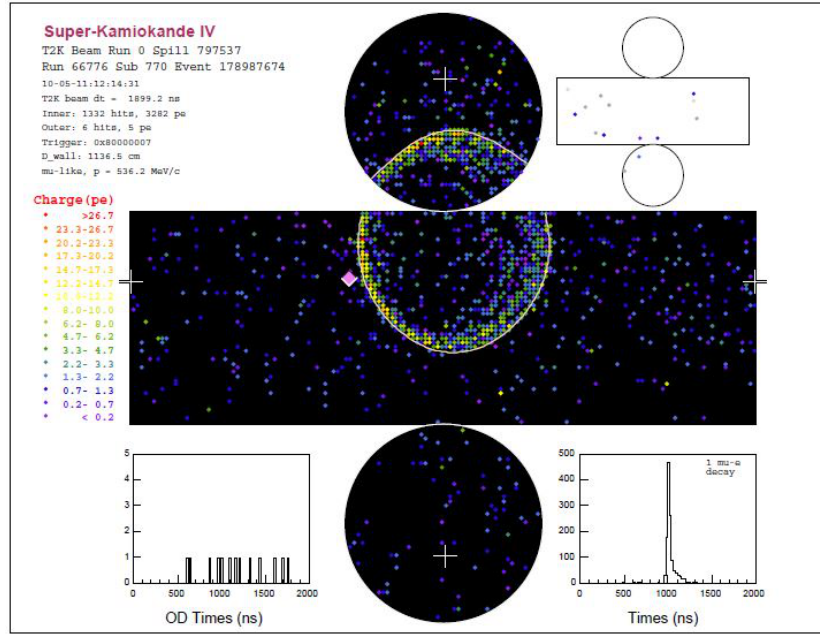 Super-Kamiokande IV
T2K Beam Run 0 Spill 797537
Run 66776 Sub 770 Event 178987674
10-05-11:12:14:31
T2K beam dt = 1899.2 ns
Inner: 1332 hits, 3282 pe
Outer: 6 hits, 5 pe
Trigger: 0x80000007
D_wall: 1136.5 cm
mu-like, p = 536.2 MeV/c
Charge(pe)
>26.7
23.3-26.7
20.2-23.3
17.3-20.2
14.7-17.3
12.2-14.7
10.0-12.2
8.0-10.0
6.2- 8.0
4.7- 6.2
3.3- 4.7
2.2- 3.3
1.3- 2.2
0.7- 1.3
0.2- 0.7
< 0.2
5
4
3
2
1
0
0 500 1000 1500 2000
OD Times (ns)
1 mu-e
decay
500
400
300
200
100
0
0 500 1000 1500 2000
Times (ns)